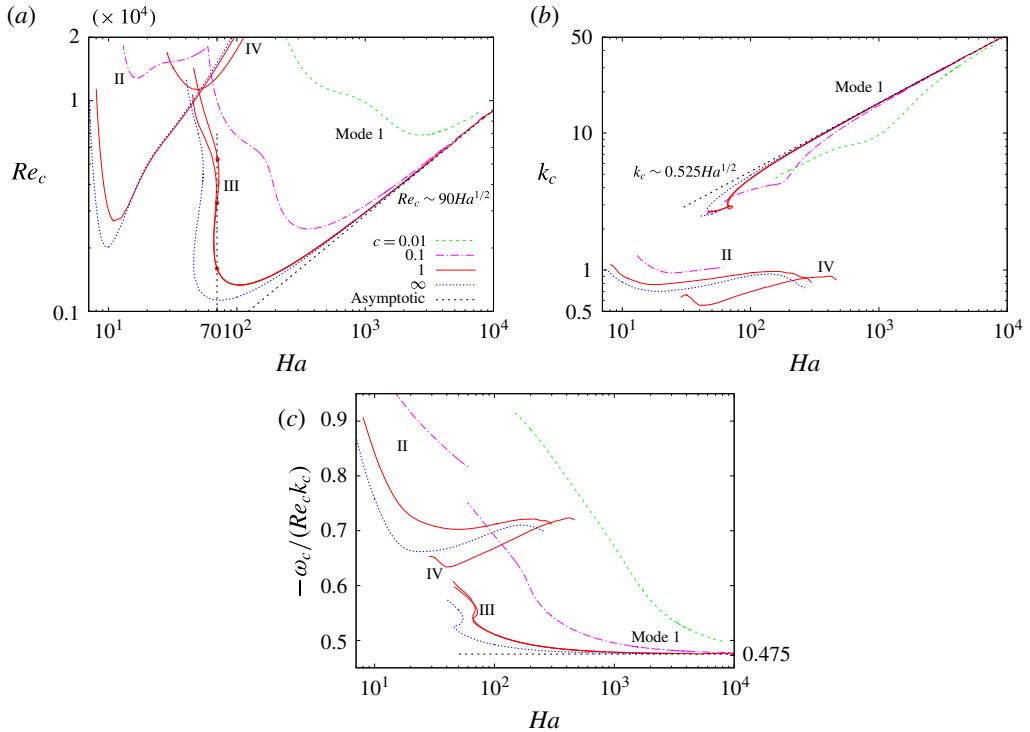 (a)
(× 10⁴)
2
1
0.1
Re_c
II
IV
III
Mode 1
Re_c ∼ 90Ha^{1/2}
c = 0.01
0.1
1
∞
Asymptotic
10¹
70
10²
10³
10⁴
Ha
(b)
50
10
1
0.5
k_c
Mode 1
k_c ∼ 0.525Ha^{1/2}
II
IV
10¹
10²
10³
10⁴
Ha
(c)
0.9
0.8
0.7
0.6
0.5
−ω_c/(Re_c k_c)
II
IV
III
Mode 1
0.475
10¹
10²
10³
10⁴
Ha